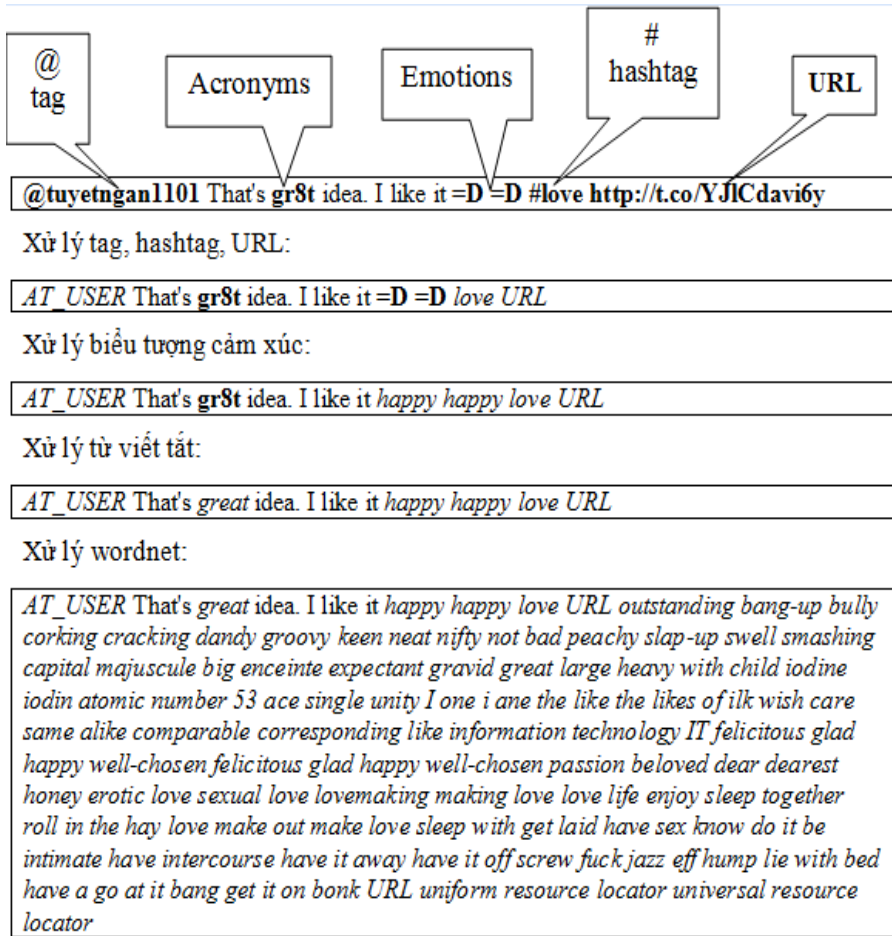 @
tag
Acronyms
Emotions
#
hashtag
URL
@tuyetngan1101 That's gr8t idea. I like it =D =D #love http://t.co/YJlCdavi6y
Xử lý tag, hashtag, URL:
AT_USER That's gr8t idea. I like it =D =D love URL
Xử lý biểu tượng cảm xúc:
AT_USER That's gr8t idea. I like it happy happy love URL
Xử lý từ viết tắt:
AT_USER That's great idea. I like it happy happy love URL
Xử lý wordnet:
AT_USER That's great idea. I like it happy happy love URL outstanding bang-up bully
corking cracking dandy groovy keen neat nifty not bad peachy slap-up swell smashing
capital majuscule big enceinte expectant gravid great large heavy with child iodine
iodin atomic number 53 ace single unity I one i ane the like the likes of ilk wish care
same alike comparable corresponding like information technology IT felicitous glad
happy well-chosen felicitous glad happy well-chosen passion beloved dear dearest
honey erotic love sexual love lovemaking making love love life enjoy sleep together
roll in the hay love make out make love sleep with get laid have sex know do it be
intimate have intercourse have it away have it off screw fuck jazz eff hump lie with bed
have a go at it bang get it on bonk URL uniform resource locator universal resource
locator